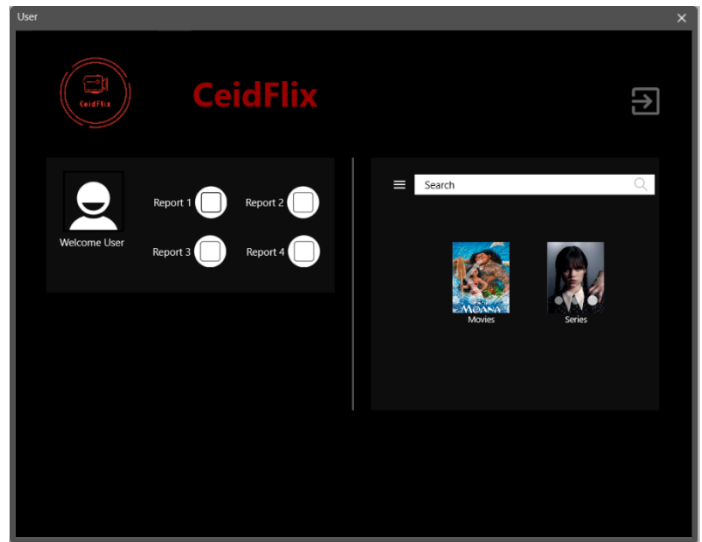 User
CeidFlix
CeidFlix
Report 1
Report 2
Welcome User
Report 3
Report 4
Search
MOANA
Movies
Series